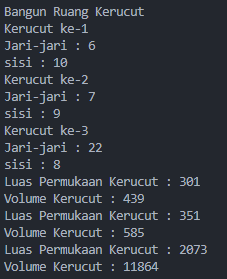 Bangun Ruang Kerucut
Kerucut ke-1
Jari-jari : 6
sisi : 10
Kerucut ke-2
Jari-jari : 7
sisi : 9
Kerucut ke-3
Jari-jari : 22
sisi : 8
Luas Permukaan Kerucut : 301
Volume Kerucut : 439
Luas Permukaan Kerucut : 351
Volume Kerucut : 585
Luas Permukaan Kerucut : 2073
Volume Kerucut : 11864